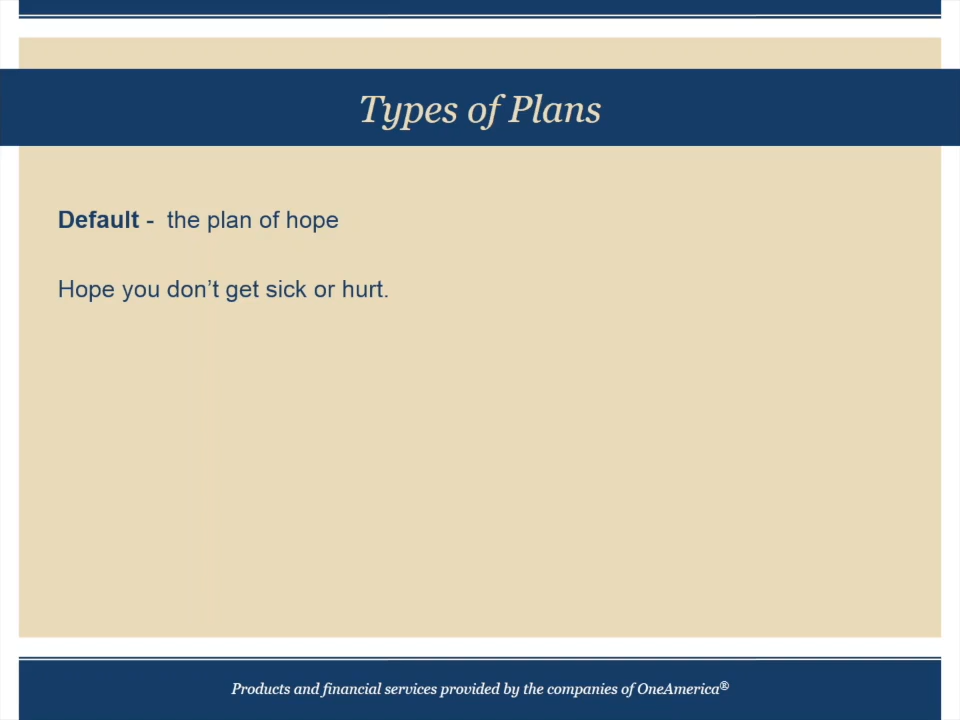 Types of Plans
Default -  the plan of hope
Hope you don’t get sick or hurt.
Products and financial services provided by the companies of OneAmerica®